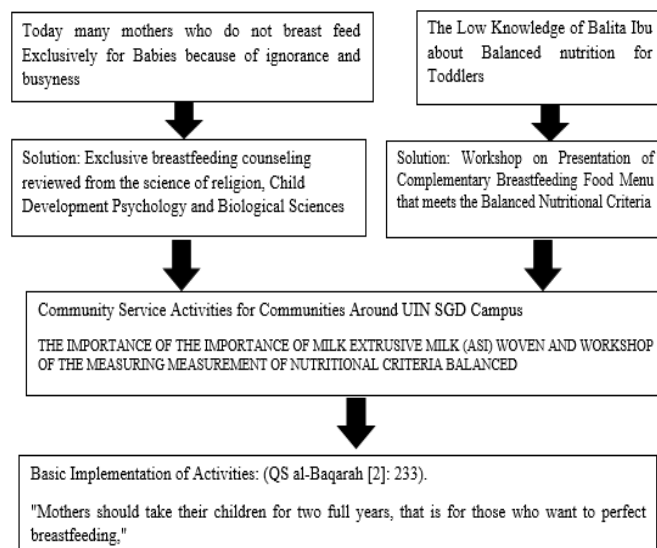 Today many mothers who do not breast feed
Exclusively for Babies because of ignorance and
busyness
The Low Knowledge of Balita Ibu
about Balanced nutrition for
Toddlers
Solution: Exclusive breastfeeding counseling
reviewed from the science of religion, Child
Development Psychology and Biological Sciences
Solution: Workshop on Presentation of
Complementary Breastfeeding Food Menu
that meets the Balanced Nutritional Criteria
Community Service Activities for Communities Around UIN SGD Campus
THE IMPORTANCE OF THE IMPORTANCE OF MILK EXTRUSIVE MILK (ASI) WOVEN AND WORKSHOP
OF THE MEASURING MEASUREMENT OF NUTRITIONAL CRITERIA BALANCED
Basic Implementation of Activities: (QS al-Baqarah [2]: 233).
"Mothers should take their children for two full years, that is for those who want to perfect
breastfeeding,"